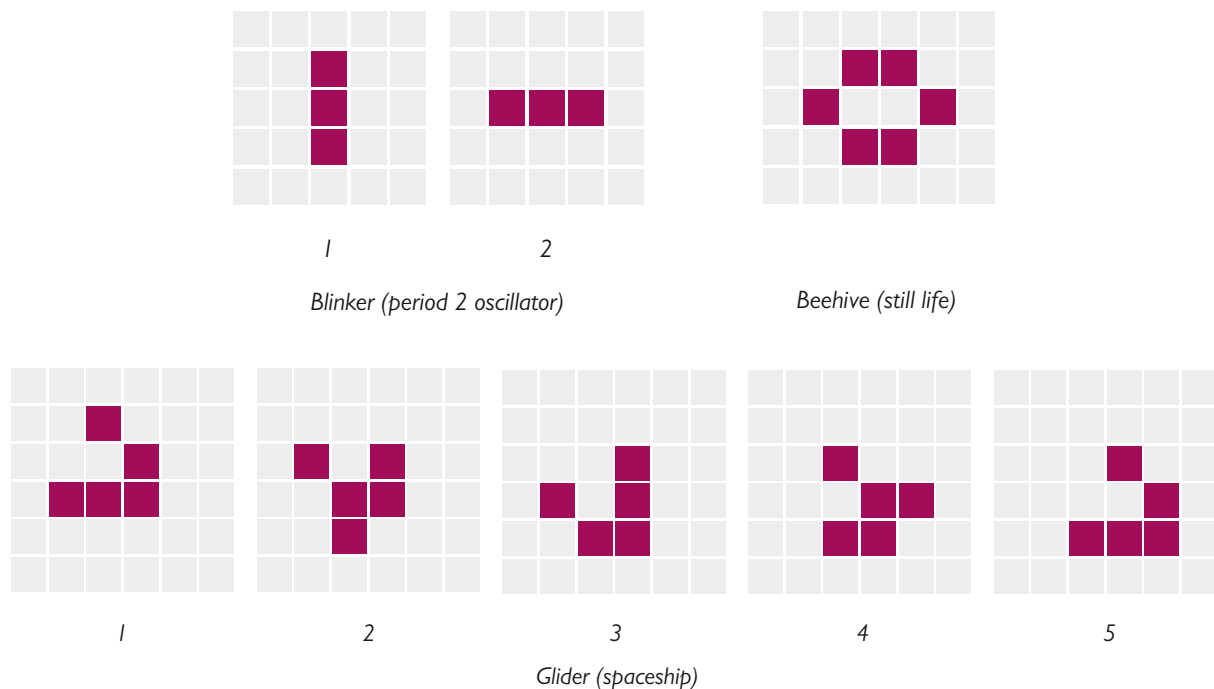 1 2
Blinker (period 2 oscillator) Beehive (still life)
1 2 3 4 5
Glider (spaceship)